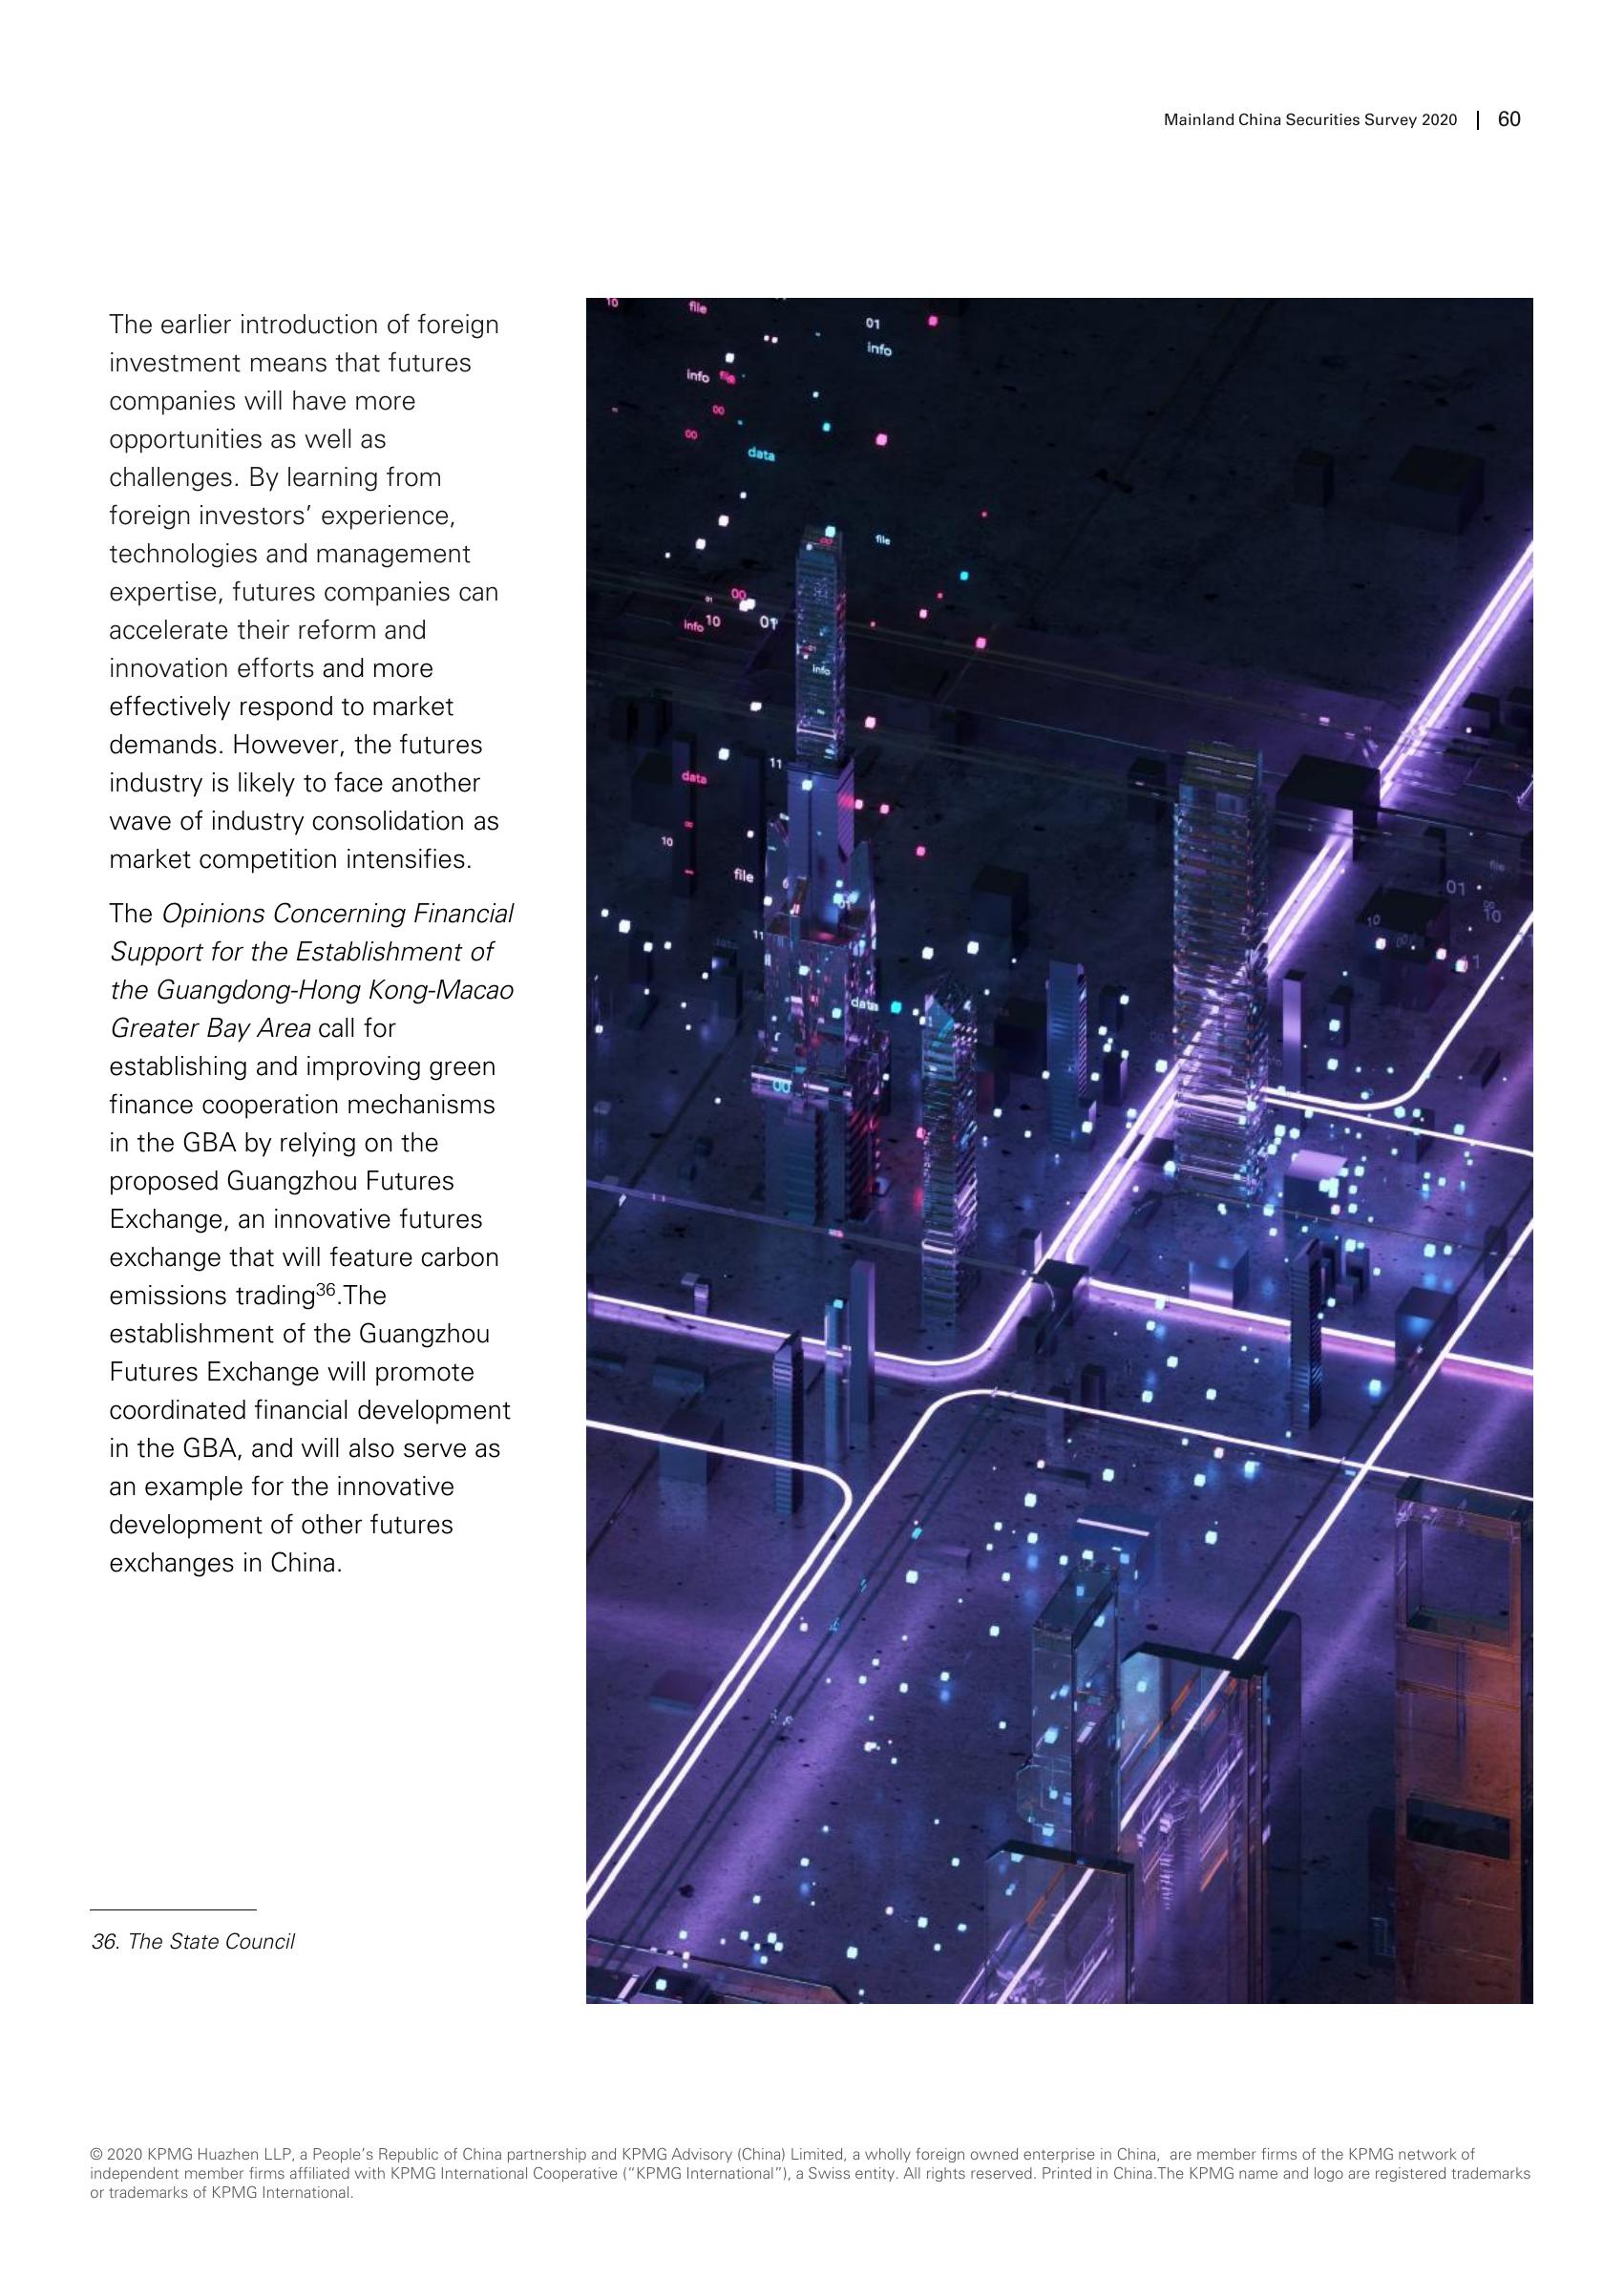 Mainland China Securities Survey 2020 | 60
The earlier introduction of foreign
investment means that futures
companies will have more
opportunities as well as
challenges. By learning from
foreign investors’ experience,
technologies and management
expertise, futures companies can
accelerate their reform and
innovation efforts and more
effectively respond to market
demands. However, the futures
industry is likely to face another
wave of industry consolidation as
market competition intensifies.
The Opinions Concerning Financial
Support for the Establishment of
the Guangdong-Hong Kong-Macao
Greater Bay Area call for
establishing and improving green
finance cooperation mechanisms
in the GBA by relying on the
proposed Guangzhou Futures
Exchange, an innovative futures
exchange that will feature carbon
emissions trading36.The
establishment of the Guangzhou
Futures Exchange will promote
coordinated financial development
in the GBA, and will also serve as
an example for the innovative
development of other futures
exchanges in China.
10
file
01
info
info file
00
00
data
file
00
info 10 01
info
11
data
10
file
01
11
data
00
01
10
10
file
36. The State Council
© 2020 KPMG Huazhen LLP, a People’s Republic of China partnership and KPMG Advisory (China) Limited, a wholly foreign owned enterprise in China, are member firms of the KPMG network of
independent member firms affiliated with KPMG International Cooperative (“KPMG International”), a Swiss entity. All rights reserved. Printed in China.The KPMG name and logo are registered trademarks
or trademarks of KPMG International.